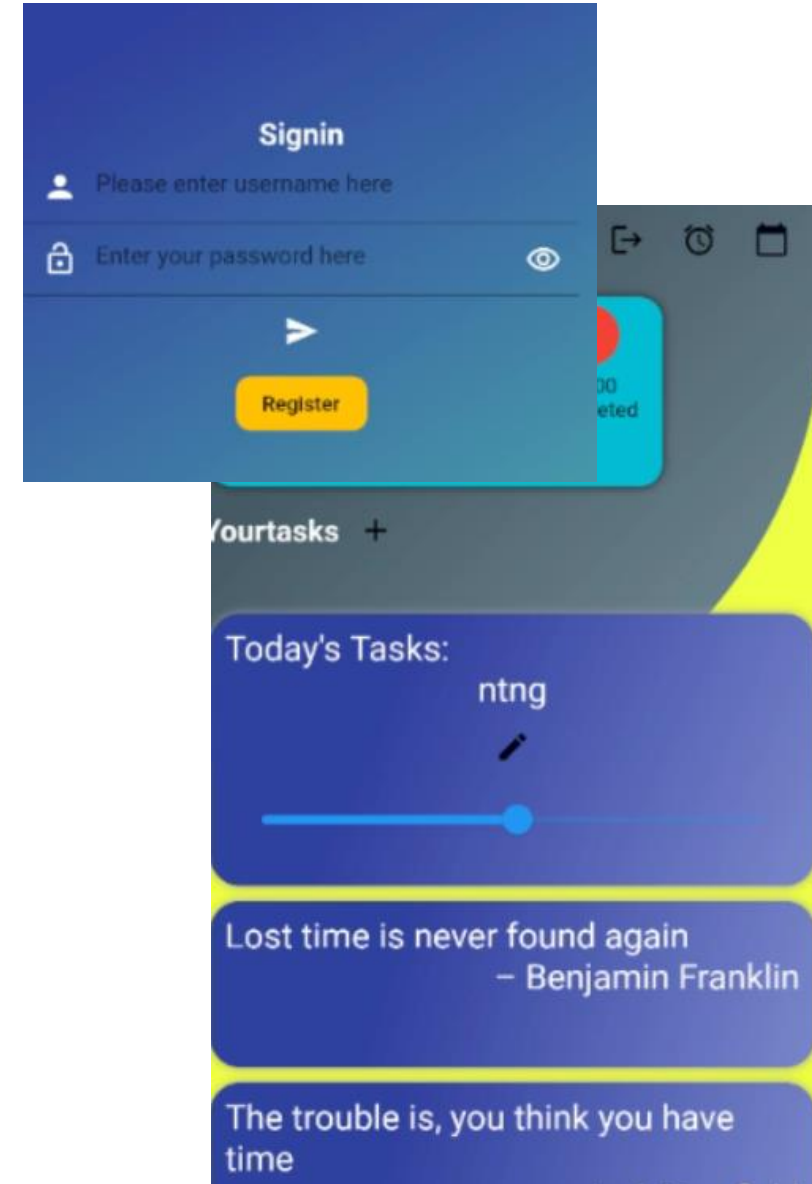 Signin
Please enter username here
Enter your password here
Register
00
eted
Yourtasks +
Today's Tasks:
ntng
Lost time is never found again
– Benjamin Franklin
The trouble is, you think you have
time